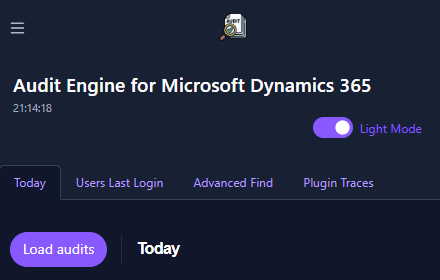 AUDIT
Audit Engine for Microsoft Dynamics 365
21:14:18
Light Mode
Today Users Last Login Advanced Find Plugin Traces
Load audits Today